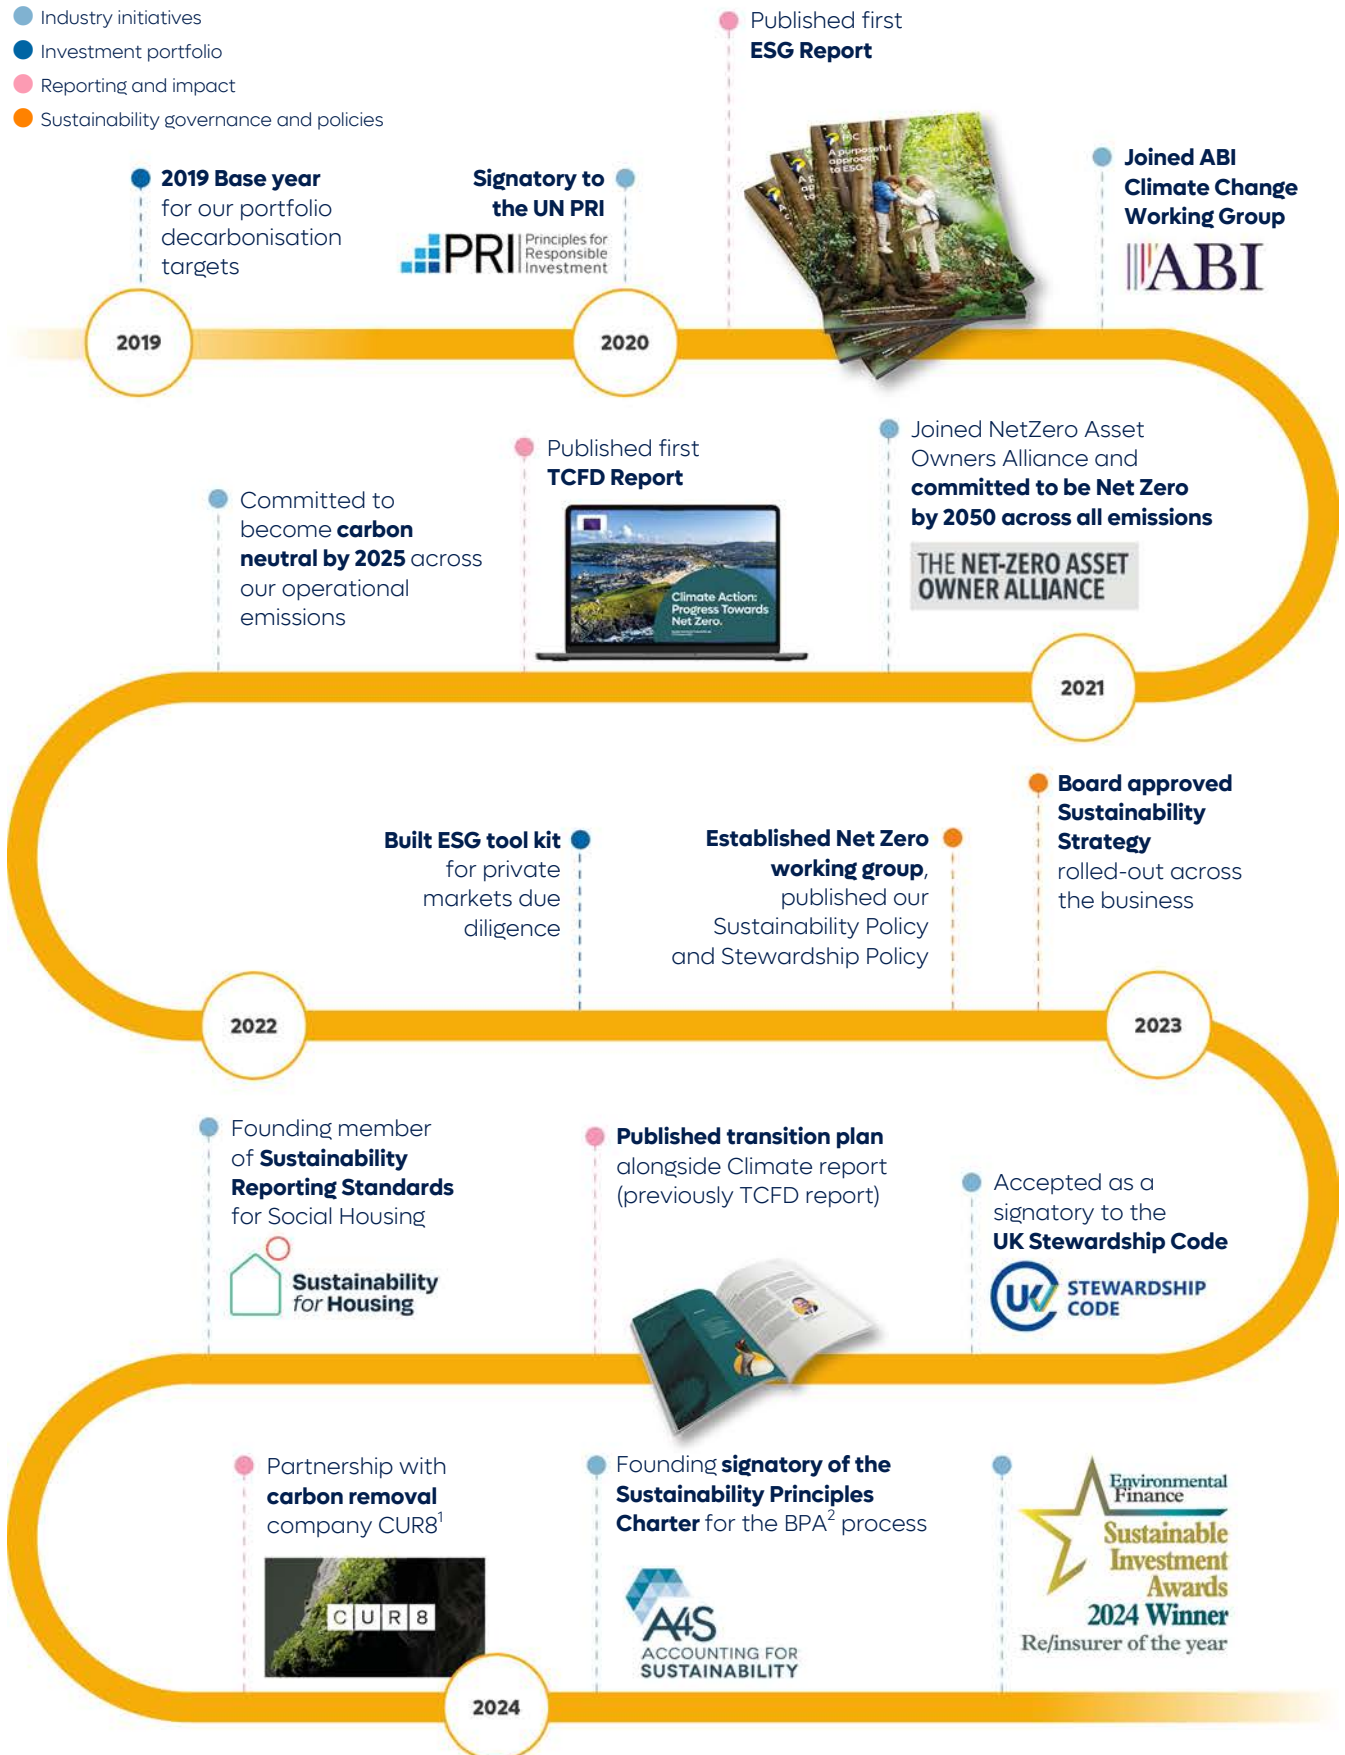 Industry initiatives
Investment portfolio
Reporting and impact
Sustainability governance and policies
2019 Base year
for our portfolio
decarbonisation
targets
Signatory to
the UN PRI
PRI
Principles for
Responsible
Investment
Published first
ESG Report
PIC
A purposeful
approach
to ESG
Joined ABI
Climate Change
Working Group
ABI
2019
2020
Joined NetZero Asset
Owners Alliance and
committed to be Net Zero
by 2050 across all emissions
THE NET-ZERO ASSET
OWNER ALLIANCE
Published first
TCFD Report
Climate Action:
Progress Towards
Net Zero.
Committed to
become carbon
neutral by 2025 across
our operational
emissions
2021
Built ESG tool kit
for private
markets due
diligence
Established Net Zero
working group,
published our
Sustainability Policy
and Stewardship Policy
Board approved
Sustainability
Strategy
rolled-out across
the business
2022
2023
Founding member
of Sustainability
Reporting Standards
for Social Housing
Sustainability
for Housing
Published transition plan
alongside Climate report
(previously TCFD report)
Accepted as a
signatory to the
UK Stewardship Code
UK
STEWARDSHIP
CODE
Partnership with
carbon removal
company CUR8¹
CUR8
Founding signatory of the
Sustainability Principles
Charter for the BPA² process
A4S
ACCOUNTING FOR
SUSTAINABILITY
Environmental
Finance
Sustainable
Investment
Awards
2024 Winner
Re/insurer of the year
2024